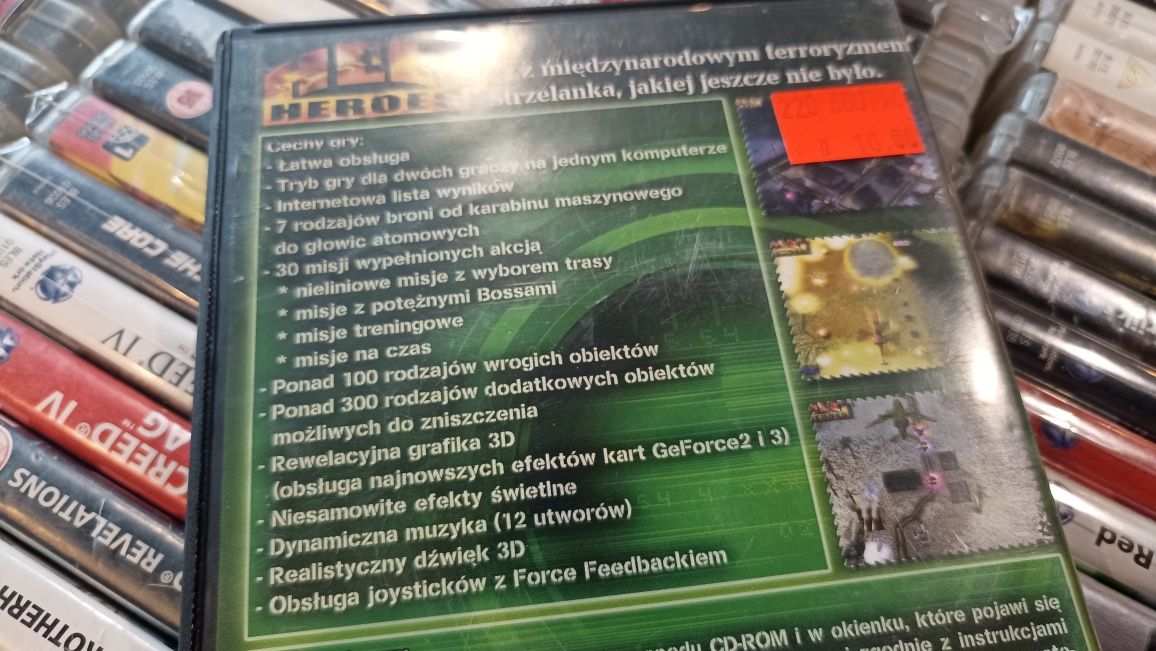 HEROES
z międzynarodowym terroryzmem
strzelanka, jakiej jeszcze nie było.
220 600
10.00
Cechy gry:
- Łatwa obsługa
- Tryb gry dla dwóch graczy na jednym komputerze
- Internetowa lista wyników
- 7 rodzajów broni od karabinu maszynowego
do głowic atomowych
- 30 misji wypełnionych akcją
* nieliniowe misje z wyborem trasy
* misje z potężnymi Bossami
* misje treningowe
* misje na czas
- Ponad 100 rodzajów wrogich obiektów
- Ponad 300 rodzajów dodatkowych obiektów
możliwych do zniszczenia
- Rewelacyjna grafika 3D
(obsługa najnowszych efektów kart GeForce2 i 3)
- Niesamowite efekty świetlne
- Dynamiczna muzyka (12 utworów)
- Realistyczny dźwięk 3D
- Obsługa joysticków z Force Feedbackiem
CD-ROM i w okienku, które pojawi się
zgodnie z instrukcjami
THE CORE
CREED IV
REVELATIONS
Red